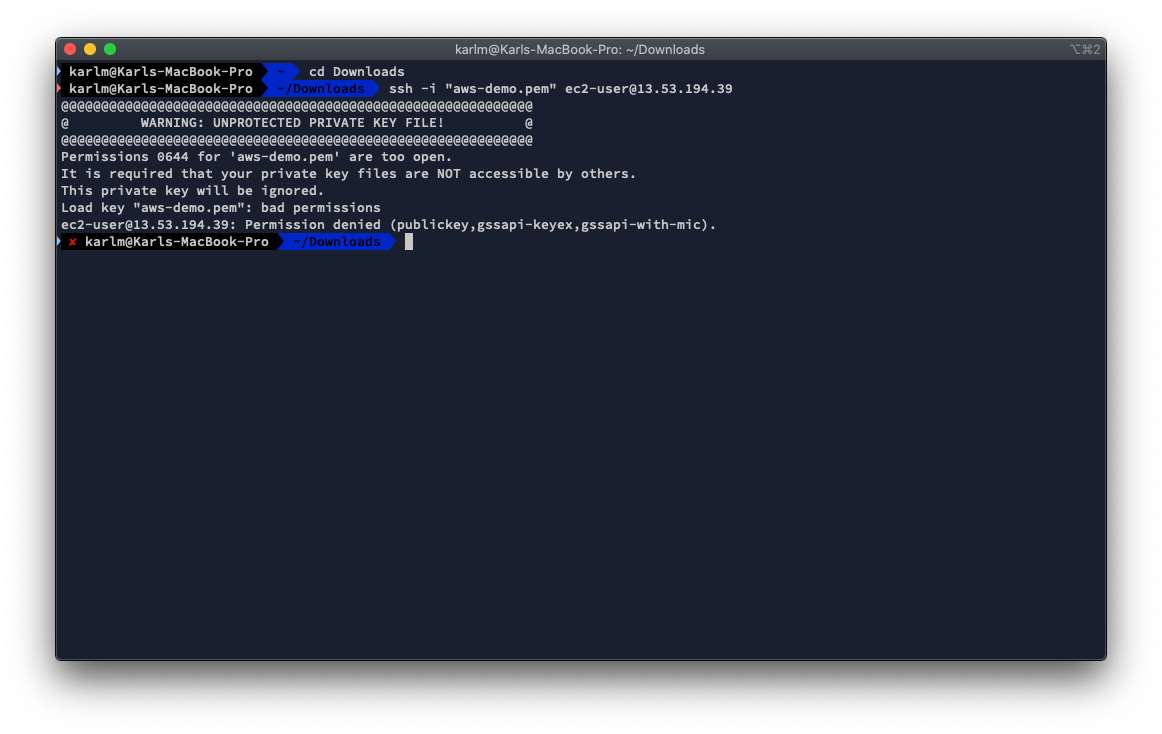 karlm@Karls-MacBook-Pro: ~/Downloads
⌥⌘2
karlm@Karls-MacBook-Pro ~ cd Downloads
karlm@Karls-MacBook-Pro ~/Downloads ssh -i "aws-demo.pem" ec2-user@13.53.194.39
@@@@@@@@@@@@@@@@@@@@@@@@@@@@@@@@@@@@@@@@@@@@@@@@@@@@@@@@@@@
@         WARNING: UNPROTECTED PRIVATE KEY FILE!          @
@@@@@@@@@@@@@@@@@@@@@@@@@@@@@@@@@@@@@@@@@@@@@@@@@@@@@@@@@@@
Permissions 0644 for 'aws-demo.pem' are too open.
It is required that your private key files are NOT accessible by others.
This private key will be ignored.
Load key "aws-demo.pem": bad permissions
ec2-user@13.53.194.39: Permission denied (publickey,gssapi-keyex,gssapi-with-mic).
✘ karlm@Karls-MacBook-Pro ~/Downloads